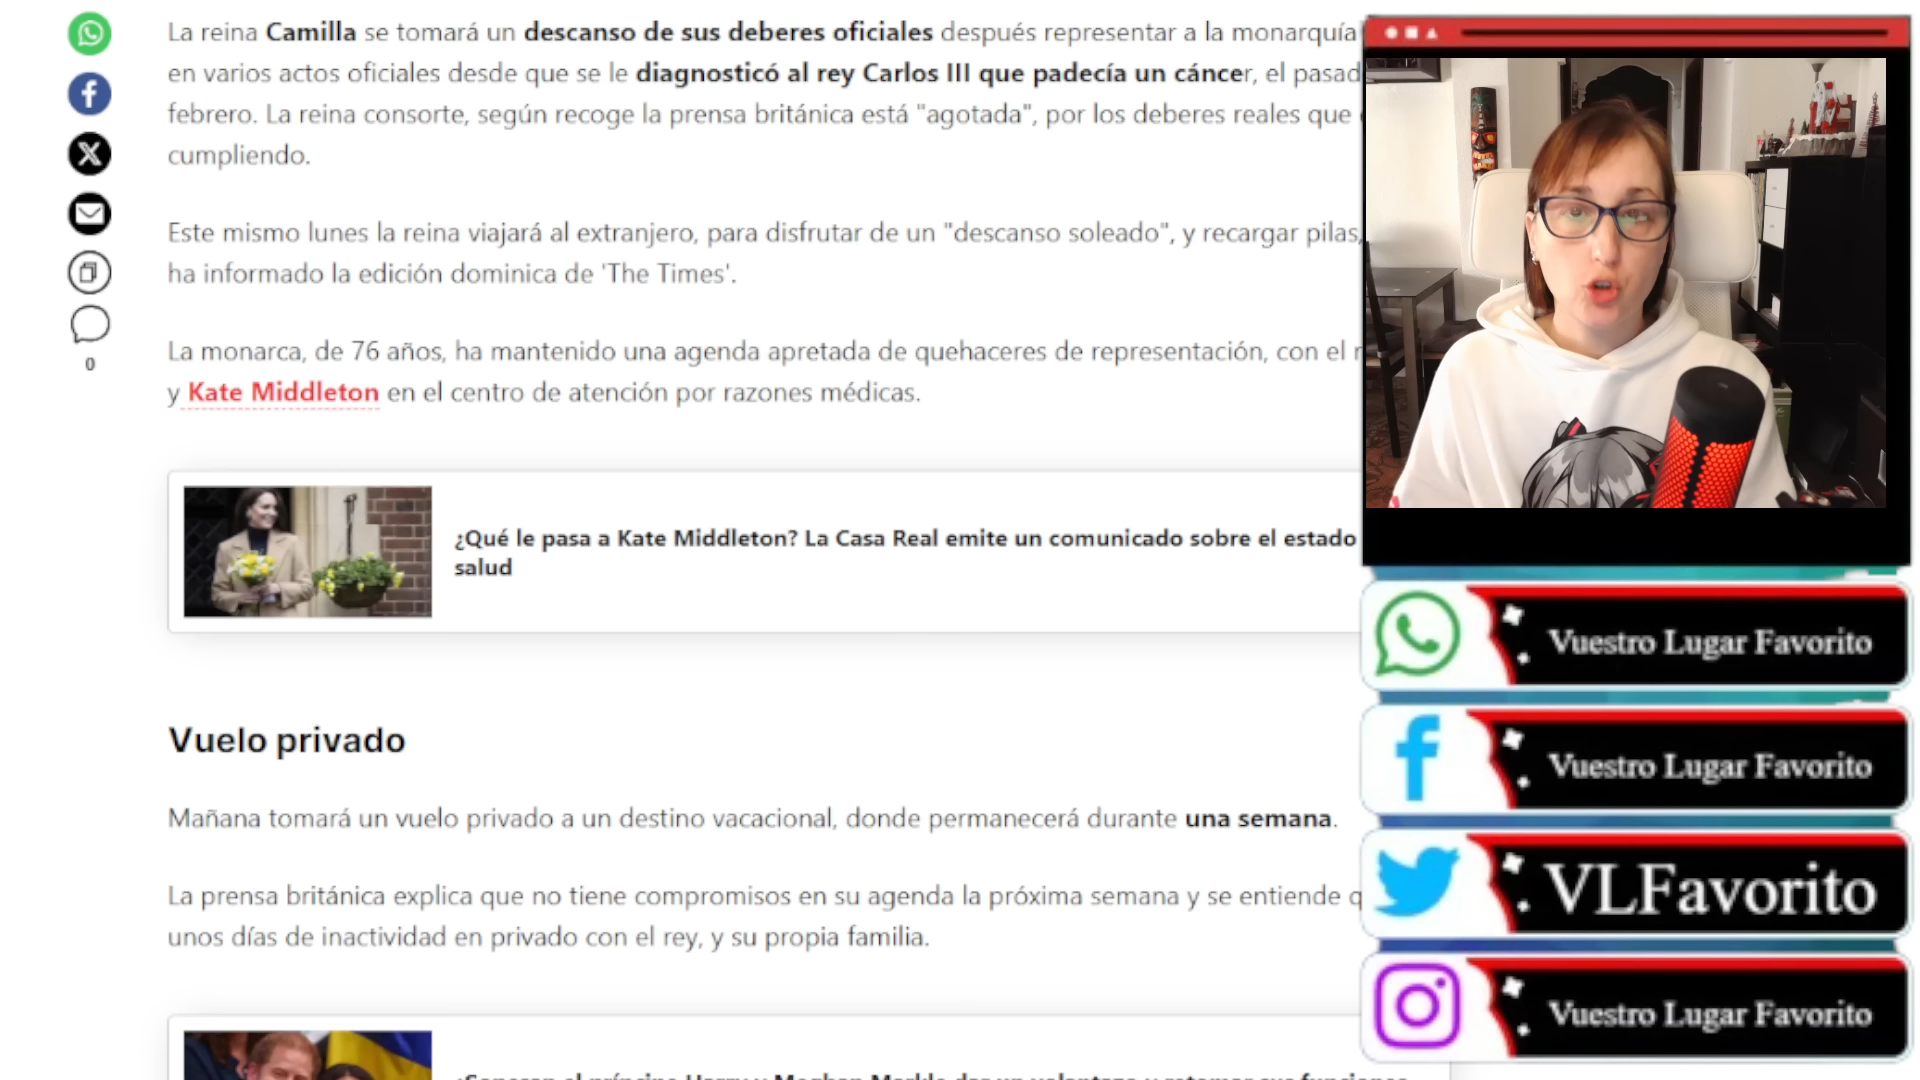 La reina Camilla se tomará un descanso de sus deberes oficiales después representar a la monarquía
en varios actos oficiales desde que se le diagnosticó al rey Carlos III que padecía un cáncer, el pasad
febrero. La reina consorte, según recoge la prensa británica está "agotada", por los deberes reales que
cumpliendo.
Este mismo lunes la reina viajará al extranjero, para disfrutar de un "descanso soleado", y recargar pilas,
ha informado la edición dominica de 'The Times'.
0
La monarca, de 76 años, ha mantenido una agenda apretada de quehaceres de representación, con el r
y Kate Middleton en el centro de atención por razones médicas.
¿Qué le pasa a Kate Middleton? La Casa Real emite un comunicado sobre el estado
salud
Vuelo privado
Mañana tomará un vuelo privado a un destino vacacional, donde permanecerá durante una semana.
La prensa británica explica que no tiene compromisos en su agenda la próxima semana y se entiende q
unos días de inactividad en privado con el rey, y su propia familia.
Vuestro Lugar Favorito
Vuestro Lugar Favorito
VLFavorito
Vuestro Lugar Favorito